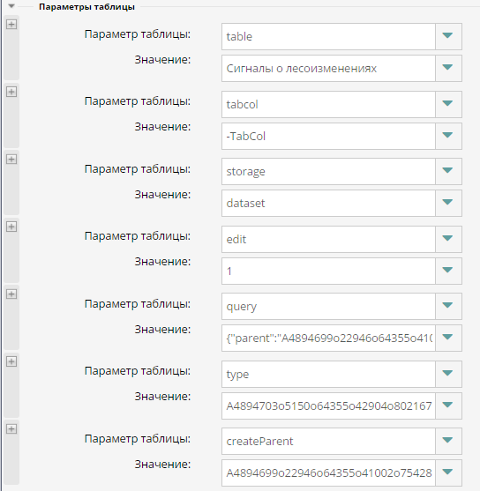 Параметры таблицы
Параметр таблицы: table
Значение: Сигналы о лесоизменениях
Параметр таблицы: tabcol
Значение: -TabCol
Параметр таблицы: storage
Значение: dataset
Параметр таблицы: edit
Значение: 1
Параметр таблицы: query
Значение: {"parent":"A4894699o22946o64355o41(
Параметр таблицы: type
Значение: A4894703o5150o64355o42904o802167
Параметр таблицы: createParent
Значение: A4894699o22946o64355o41002o75428